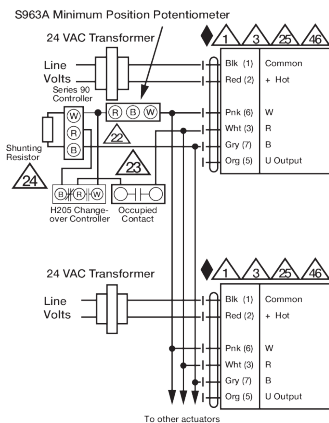 S963A Minimum Position Potentiometer
24 VAC Transformer
1 3 25 46
Line
Volts
Blk (1) Common
Red (2) + Hot
Series 90
Controller
W
R
B
R B W
Pnk (6) W
Wht (3) R
Gry (7) B
Org (5) U Output
22
Shunting
Resistor
24
23
B R W
H205 Change-
over Controller
Occupied
Contact
24 VAC Transformer
1 3 25 46
Line
Volts
Blk (1) Common
Red (2) + Hot
Pnk (6) W
Wht (3) R
Gry (7) B
Org (5) U Output
To other actuators